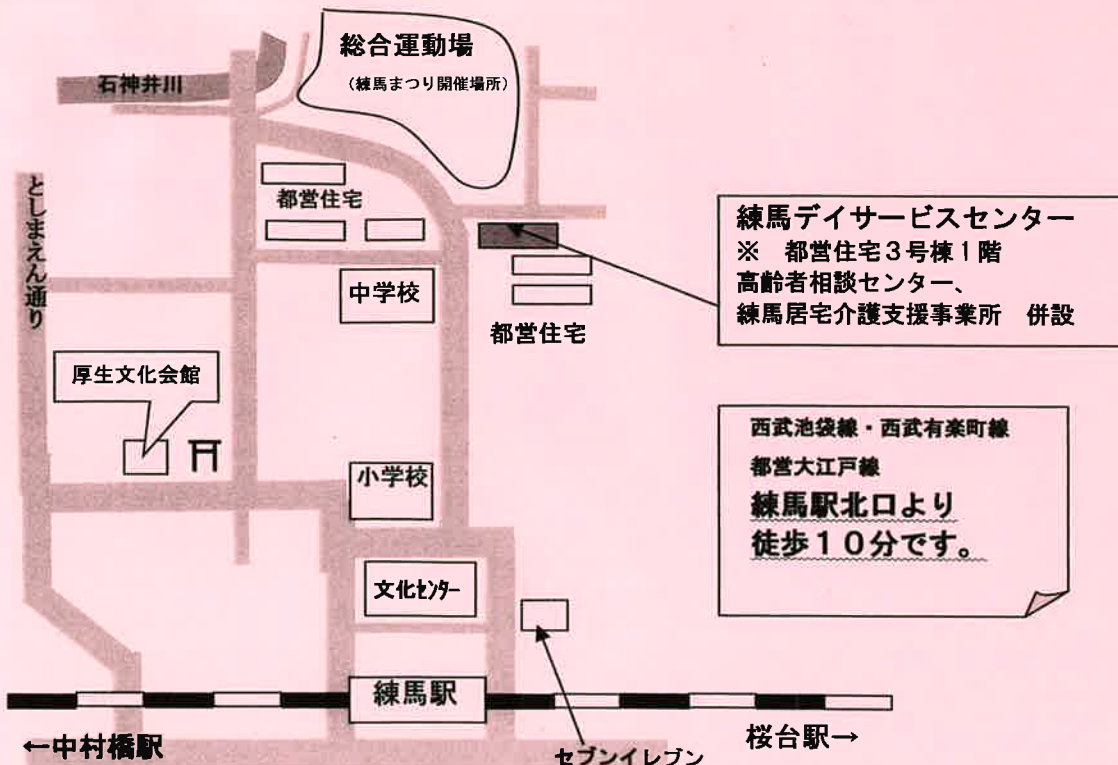 総合運動場
（練馬まつり開催場所）
石神井川
としまえん通り
都営住宅
練馬デイサービスセンター
※　都営住宅３号棟１階
高齢者相談センター、
練馬居宅介護支援事業所　併設
中学校
都営住宅
厚生文化会館
西武池袋線・西武有楽町線
都営大江戸線
練馬駅北口より
徒歩１０分です。
小学校
文化ｾﾝﾀｰ
練馬駅
←中村橋駅
セブンイレブン
桜台駅→